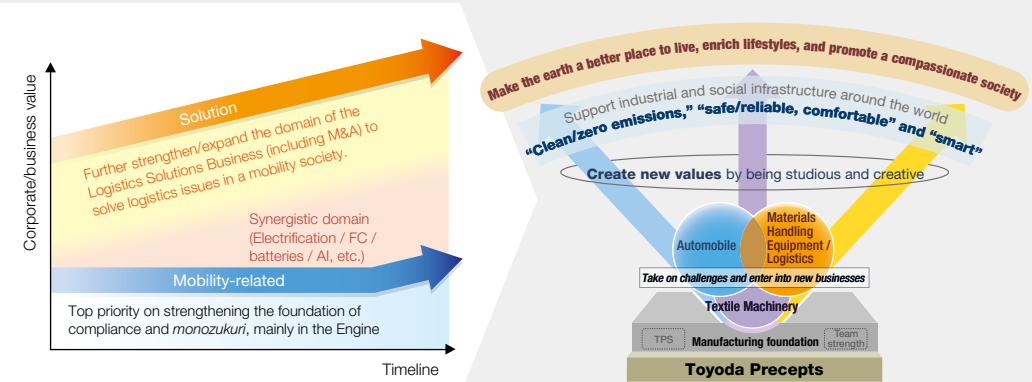 Corporate/business value
Solution
Further strengthen/expand the domain of the
Logistics Solutions Business (including M&A) to
solve logistics issues in a mobility society.
Synergistic domain
(Electrification / FC /
batteries / AI, etc.)
Mobility-related
Top priority on strengthening the foundation of
compliance and monozukuri, mainly in the Engine
Timeline
Make the earth a better place to live, enrich lifestyles, and promote a compassionate society
Support industrial and social infrastructure around the world
“Clean/zero emissions,” “safe/reliable, comfortable” and “smart”
Create new values by being studious and creative
Automobile
Materials
Handling
Equipment /
Logistics
Take on challenges and enter into new businesses
Textile Machinery
TPS
Manufacturing foundation
Team
strength
Toyoda Precepts